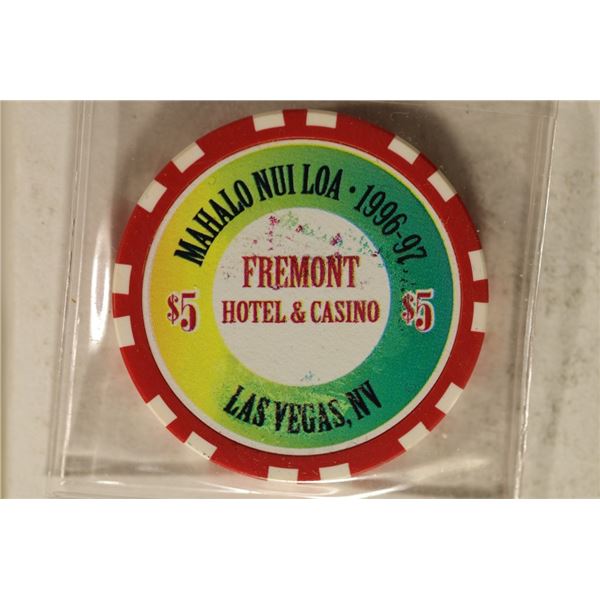 MAHALO NUI LOA · 1996-97
FREMONT
HOTEL & CASINO
$5
$5
LAS VEGAS, NV